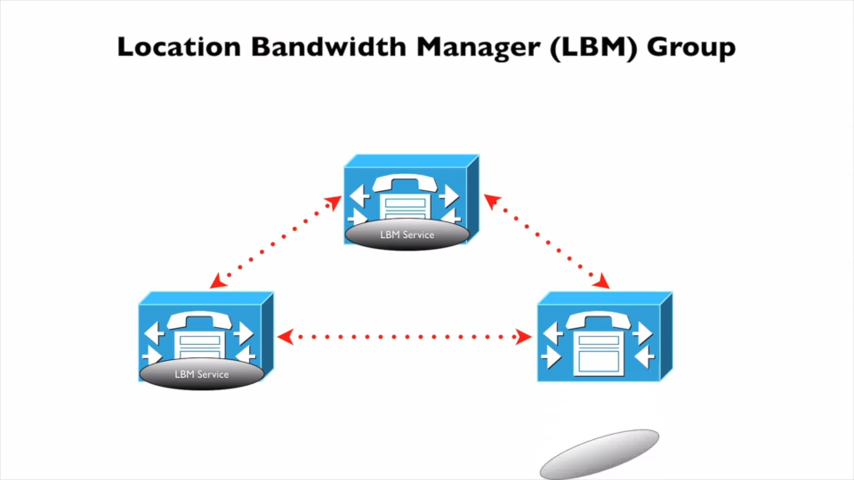 Location Bandwidth Manager (LBM) Group
LBM Service
LBM Service